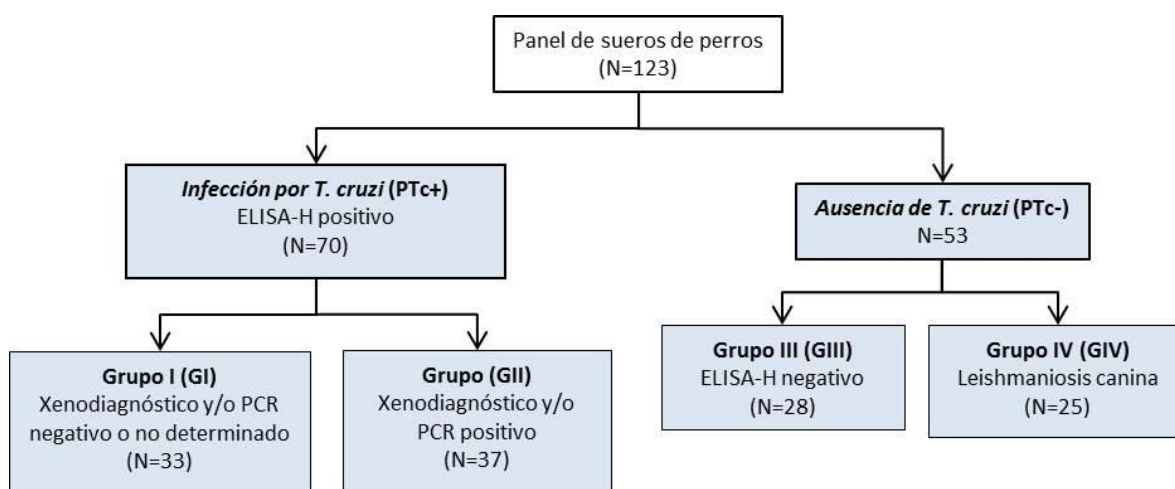 Panel de sueros de perros
(N=123)
Infección por T. cruzi (PTc+)
ELISA-H positivo
(N=70)
Ausencia de T. cruzi (PTc-)
N=53
Grupo I (GI)
Xenodiagnóstico y/o PCR
negativo o no determinado
(N=33)
Grupo (GII)
Xenodiagnóstico y/o
PCR positivo
(N=37)
Grupo III (GIII)
ELISA-H negativo
(N=28)
Grupo IV (GIV)
Leishmaniosis canina
(N=25)